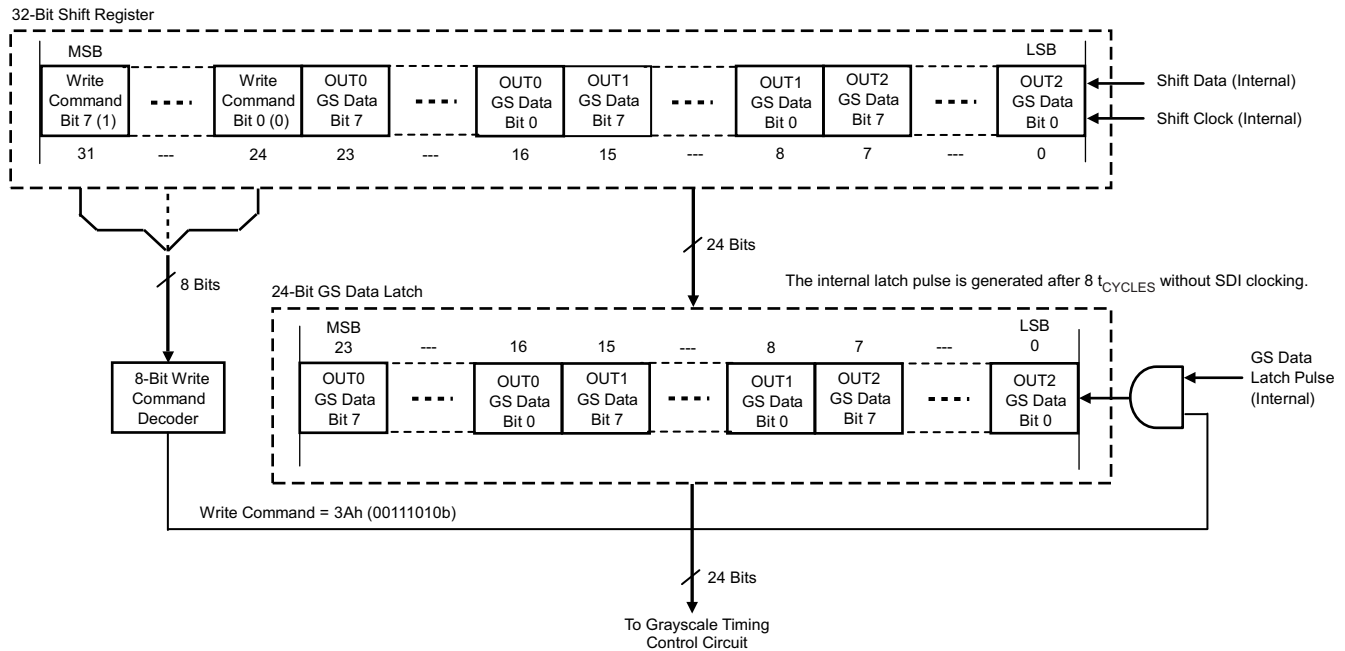 32-Bit Shift Register
MSB
LSB
Write Command Bit 7 (1)
Write Command Bit 0 (0)
OUT0 GS Data Bit 7
OUT0 GS Data Bit 0
OUT1 GS Data Bit 7
OUT1 GS Data Bit 0
OUT2 GS Data Bit 7
OUT2 GS Data Bit 0
Shift Data (Internal)
Shift Clock (Internal)
31 --- 24 23 --- 16 15 --- 8 7 --- 0
24 Bits
8 Bits
The internal latch pulse is generated after 8 tCYCLES without SDI clocking.
24-Bit GS Data Latch
MSB
LSB
23 --- 16 15 --- 8 7 --- 0
8-Bit Write Command Decoder
OUT0 GS Data Bit 7
OUT0 GS Data Bit 0
OUT1 GS Data Bit 7
OUT1 GS Data Bit 0
OUT2 GS Data Bit 7
OUT2 GS Data Bit 0
GS Data Latch Pulse (Internal)
Write Command = 3Ah (00111010b)
24 Bits
To Grayscale Timing
Control Circuit